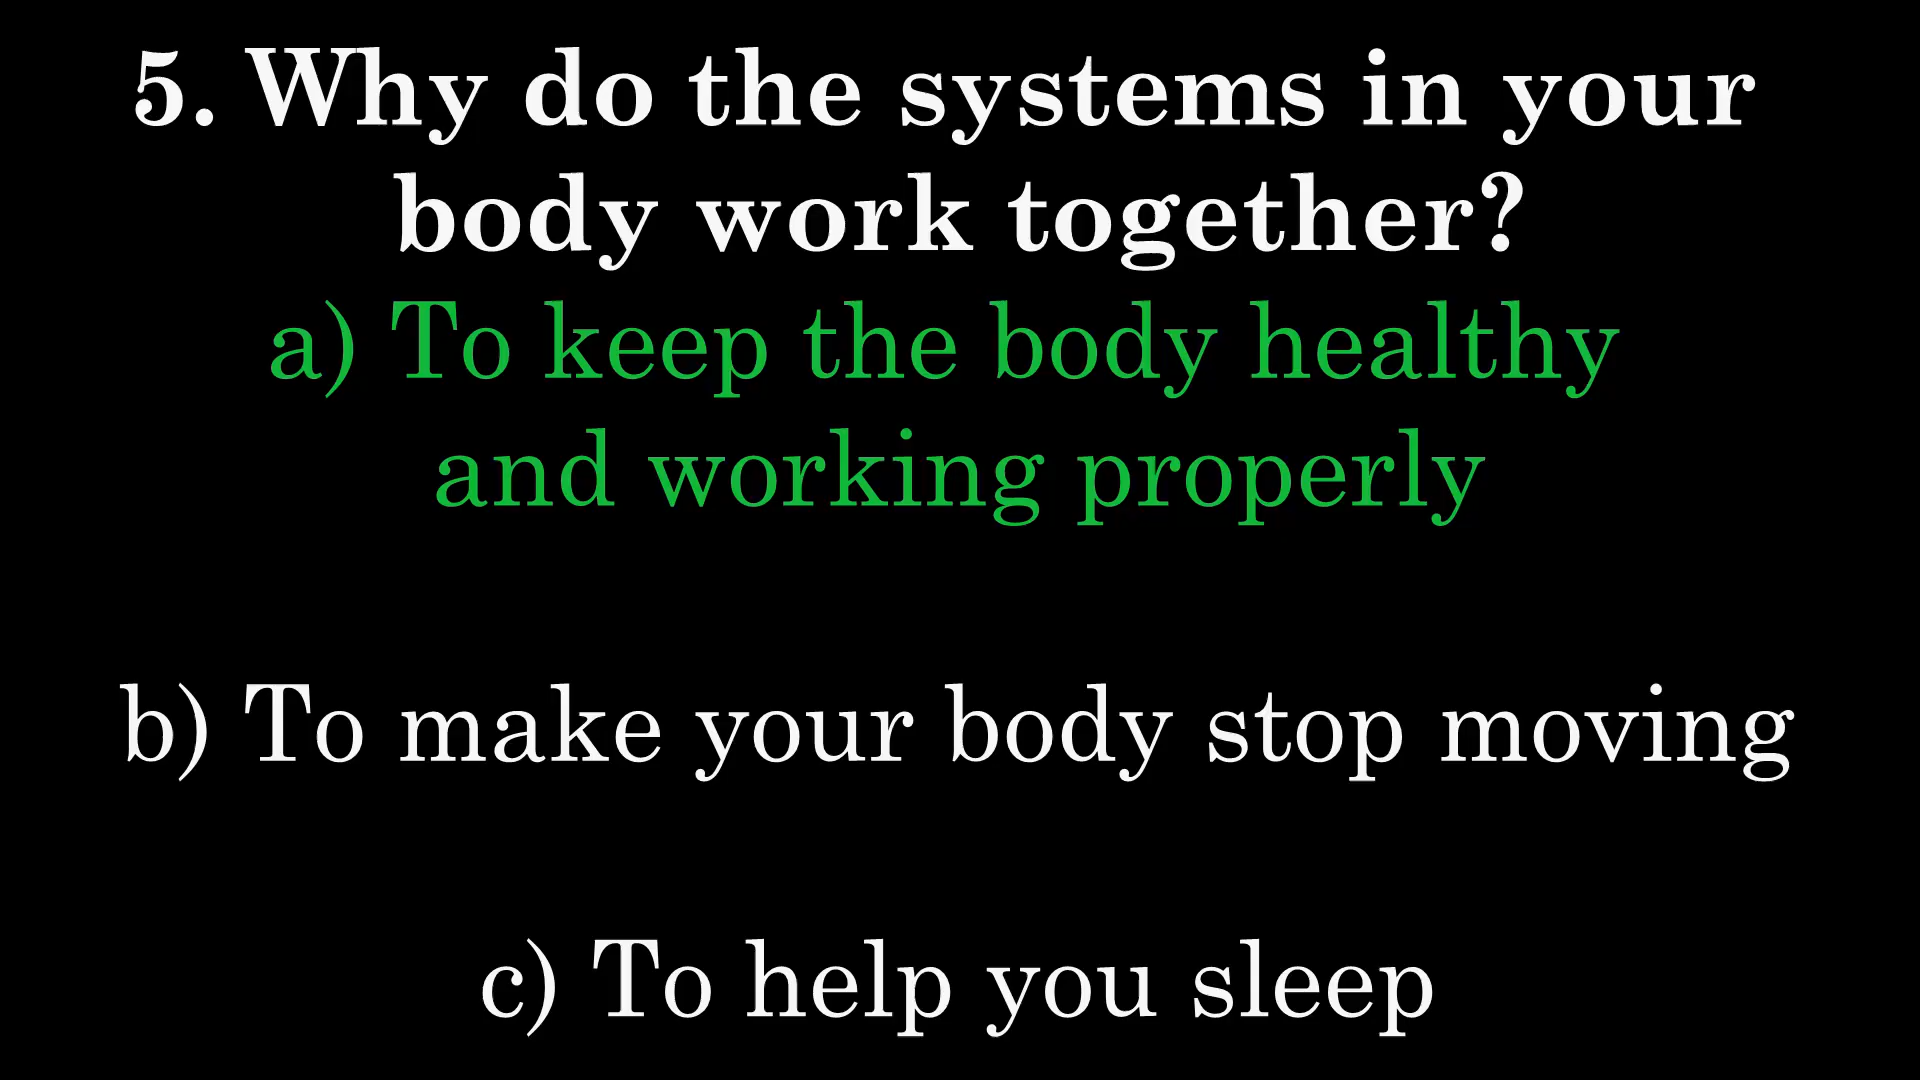 5. Why do the systems in your
body work together?
a) To keep the body healthy
and working properly
b) To make your body stop moving
c) To help you sleep